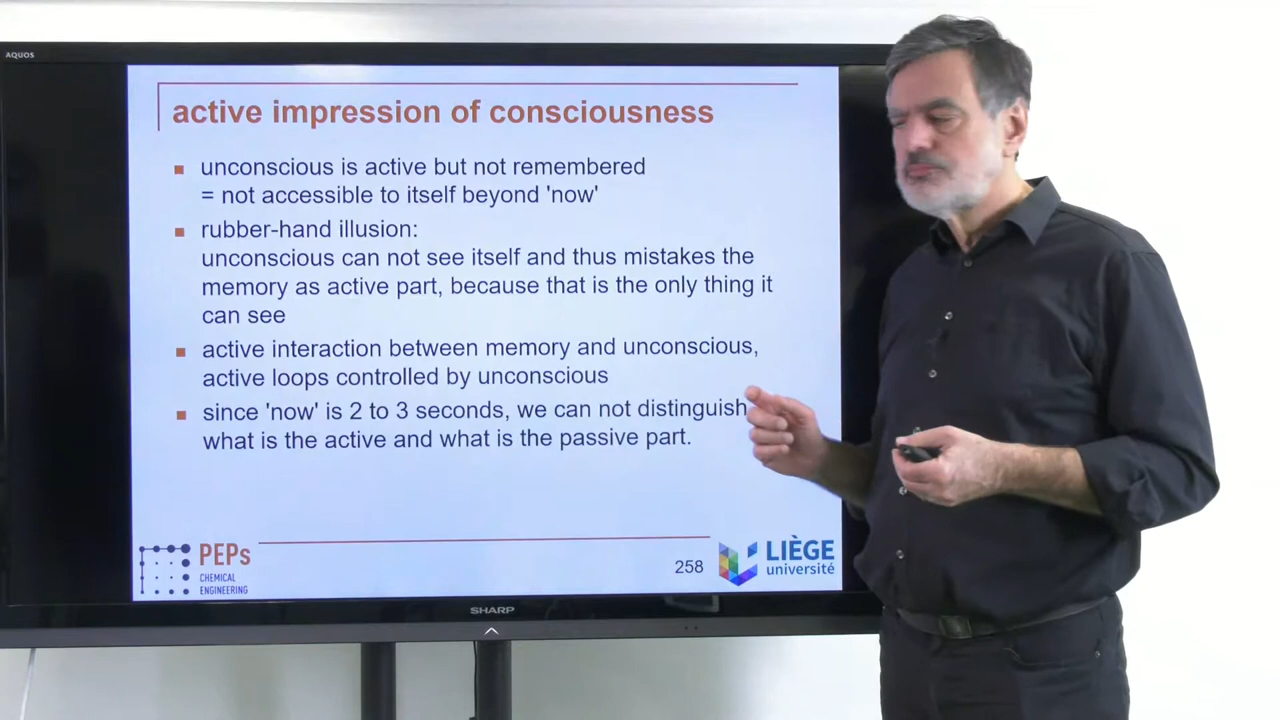 AQUOS
active impression of consciousness
unconscious is active but not remembered
= not accessible to itself beyond 'now'
rubber-hand illusion:
unconscious can not see itself and thus mistakes the
memory as active part, because that is the only thing it
can see
active interaction between memory and unconscious,
active loops controlled by unconscious
since 'now' is 2 to 3 seconds, we can not distinguish
what is the active and what is the passive part.
PEPs
CHEMICAL
ENGINEERING
258
LIÈGE
université
SHARP